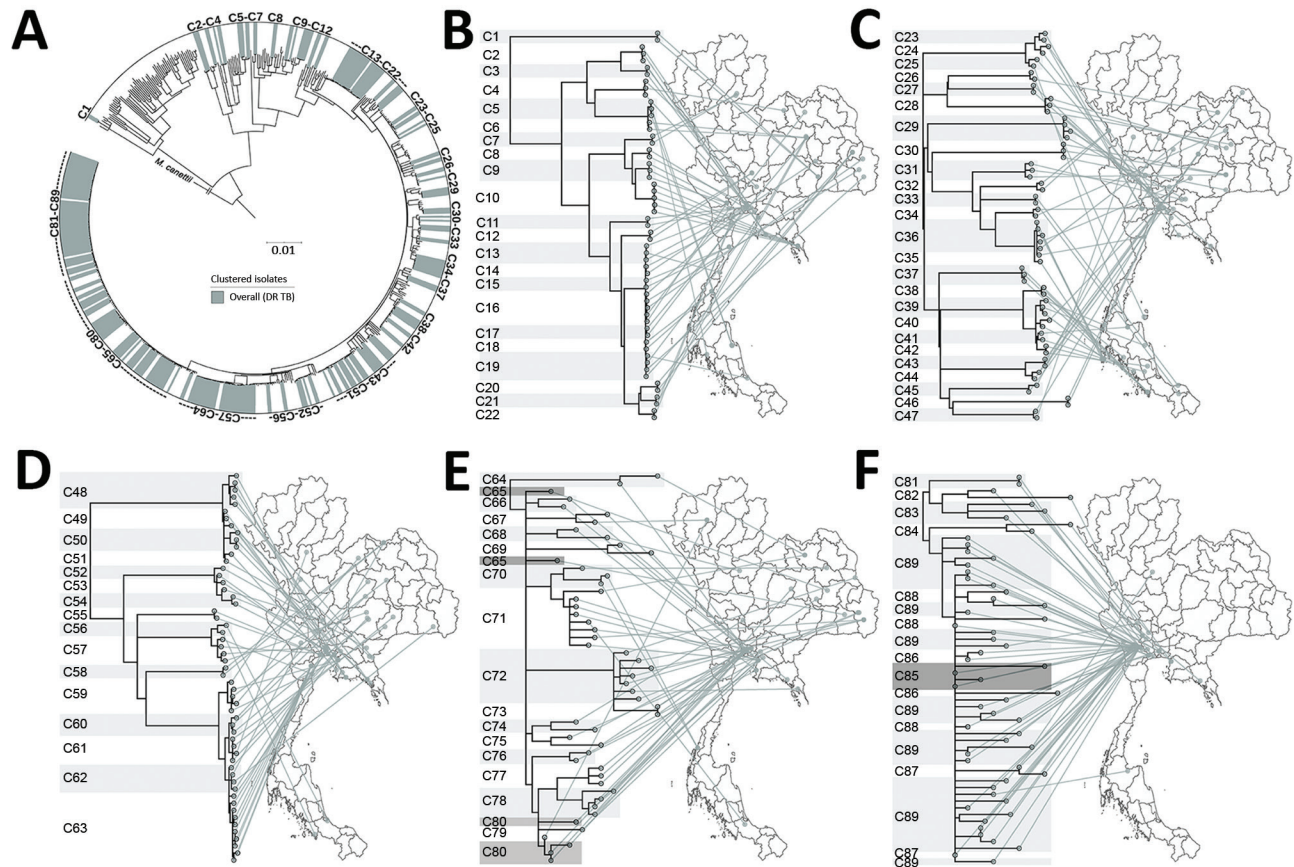 A
C1
C2-C4
C5-C7
C8
C9-C12
---C13-C22---
C23-C25
C26-C29
C30-C33
C34-C37
C38-C42
--C43-C51--
-C52-C56-
----C57-C64----
C65-C80
C81-C89
M. canettii
0.01
Clustered isolates
Overall (DR TB)
B
C1
C2
C3
C4
C5
C6
C7
C8
C9
C10
C11
C12
C13
C14
C15
C16
C17
C18
C19
C20
C21
C22
C
C23
C24
C25
C26
C27
C28
C29
C30
C31
C32
C33
C34
C36
C35
C37
C38
C39
C40
C41
C42
C43
C44
C45
C46
C47
D
C48
C49
C50
C51
C52
C53
C54
C55
C56
C57
C58
C59
C60
C61
C62
C63
E
C64
C65
C66
C67
C68
C69
C65
C70
C71
C72
C73
C74
C75
C76
C77
C78
C80
C79
C80
F
C81
C82
C83
C84
C89
C88
C89
C88
C89
C86
C85
C86
C89
C88
C89
C87
C89
C87
C89